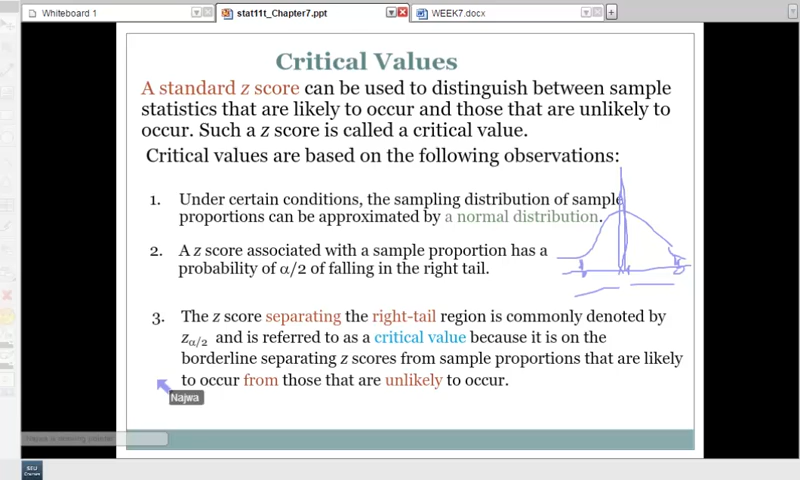 Whiteboard 1
stat11t_Chapter7.ppt
WEEK7.docx
Critical Values
A standard z score can be used to distinguish between sample
statistics that are likely to occur and those that are unlikely to
occur. Such a z score is called a critical value.
Critical values are based on the following observations:
1. Under certain conditions, the sampling distribution of sample
proportions can be approximated by a normal distribution.
2. A z score associated with a sample proportion has a
probability of α/2 of falling in the right tail.
3. The z score separating the right-tail region is commonly denoted by
zα/2 and is referred to as a critical value because it is on the
borderline separating z scores from sample proportions that are likely
to occur from those that are unlikely to occur.
Najwa
SEU